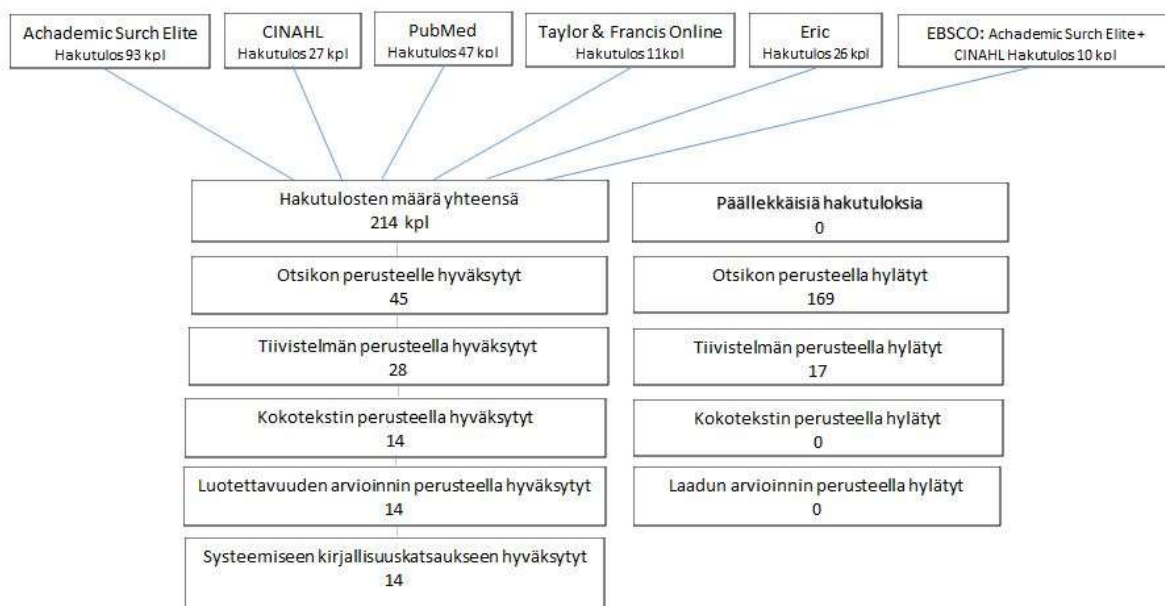 Achademic Surch Elite
Hakutulos 93 kpl
CINAHL
Hakutulos 27 kpl
PubMed
Hakutulos 47 kpl
Taylor & Francis Online
Hakutulos 11kpl
Eric
Hakutulos 26 kpl
EBSCO: Achademic Surch Elite +
CINAHL Hakutulos 10 kpl
Hakutulosten määrä yhteensä
214 kpl
Päällekkäisiä hakutuloksia
0
Otsikon perusteelle hyväksytyt
45
Otsikon perusteella hylätyt
169
Tiivistelmän perusteella hyväksytyt
28
Tiivistelmän perusteella hylätyt
17
Kokotekstin perusteella hyväksytyt
14
Kokotekstin perusteella hylätyt
0
Luotettavuuden arvioinnin perusteella hyväksytyt
14
Laadun arvioinnin perusteella hylätyt
0
Systeemiseen kirjallisuuskatsaukseen hyväksytyt
14